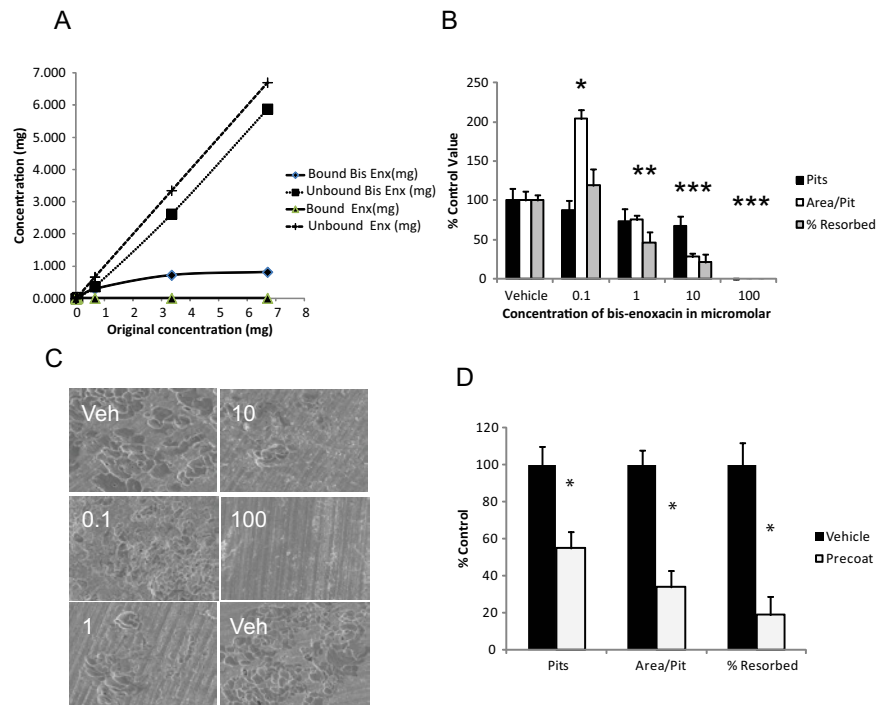 A
7.000
6.000
5.000
4.000
3.000
2.000
1.000
0.000
Concentration (mg)
0 1 2 3 4 5 6 7 8
Original concentration (mg)
Bound Bis Enx(mg)
Unbound Bis Enx (mg)
Bound Enx(mg)
Unbound Enx (mg)
B
250
200
150
100
50
0
% Control Value
*
**
***
***
Vehicle 0.1 1 10 100
Concentration of bis-enoxacin in micromolar
Pits
Area/Pit
% Resorbed
C
Veh
10
0.1
100
1
Veh
D
120
100
80
60
40
20
0
% Control
*
*
*
Pits Area/Pit % Resorbed
Vehicle
Precoat